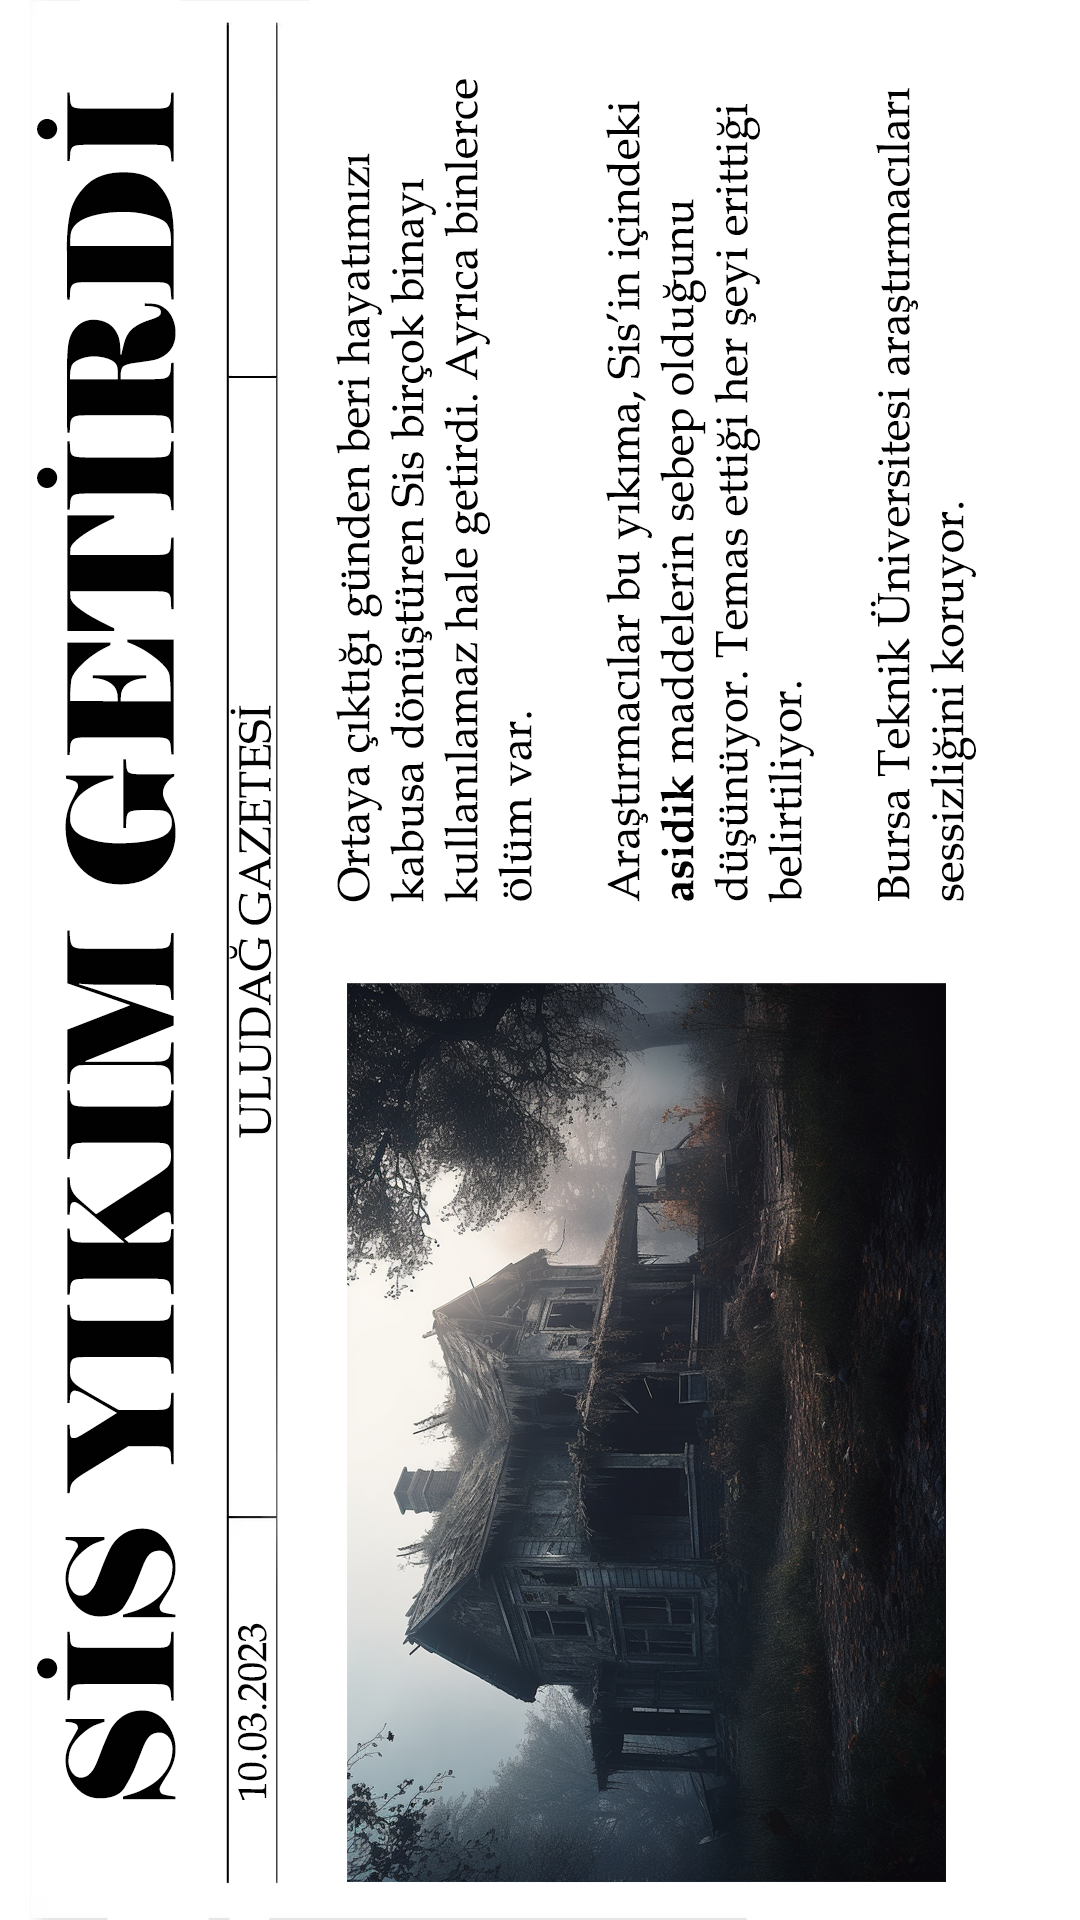 SİS YIKIM GETİRDİ
10.03.2023
ULUDAĞ GAZETESİ
Ortaya çıktığı günden beri hayatımızı
kabusa dönüştüren Sis birçok binayı
kullanılamaz hale getirdi. Ayrıca binlerce
ölüm var.
Araştırmacılar bu yıkıma, Sis’in içindeki
asidik maddelerin sebep olduğunu
düşünüyor. Temas ettiği her şeyi erittiği
belirtiliyor.
Bursa Teknik Üniversitesi araştırmacıları
sessizliğini koruyor.